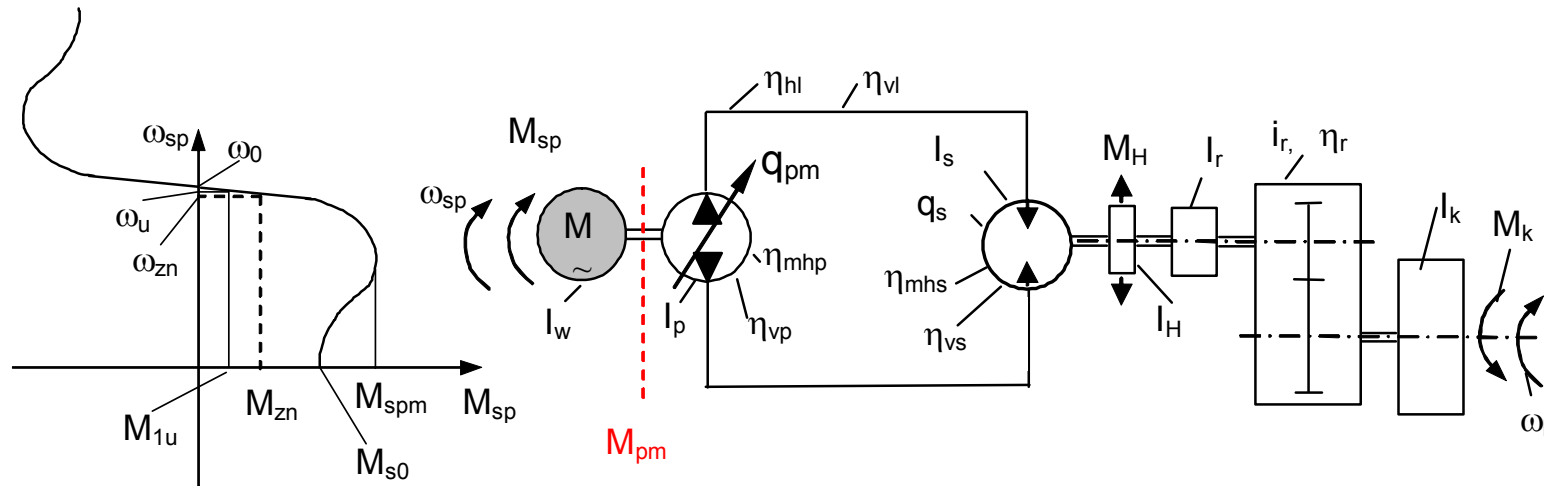 ωsp
ω0
ωu
ωzn
M1u
Mzn
Ms0
Mspm
Msp
Msp
ωsp
M
~
Iw
Mpm
Ip
qpm
ηmhp
ηvp
ηhl
ηvl
Is
qs
ηmhs
ηvs
MH
IH
Ir
ir, ηr
Ik
Mk
ω